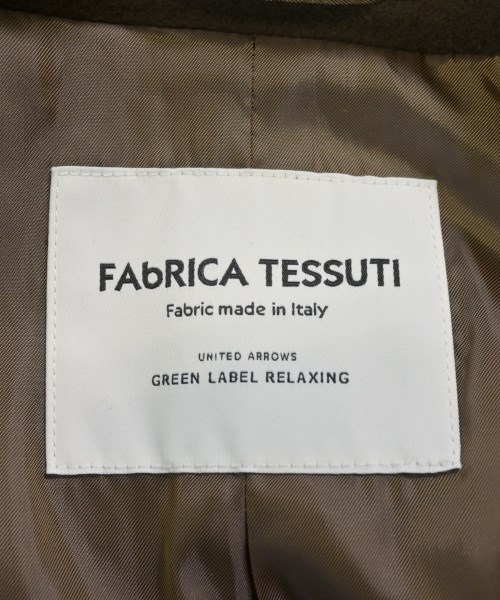 FAbRICA TESSUTI
Fabric made in Italy
UNITED ARROWS
GREEN LABEL RELAXING